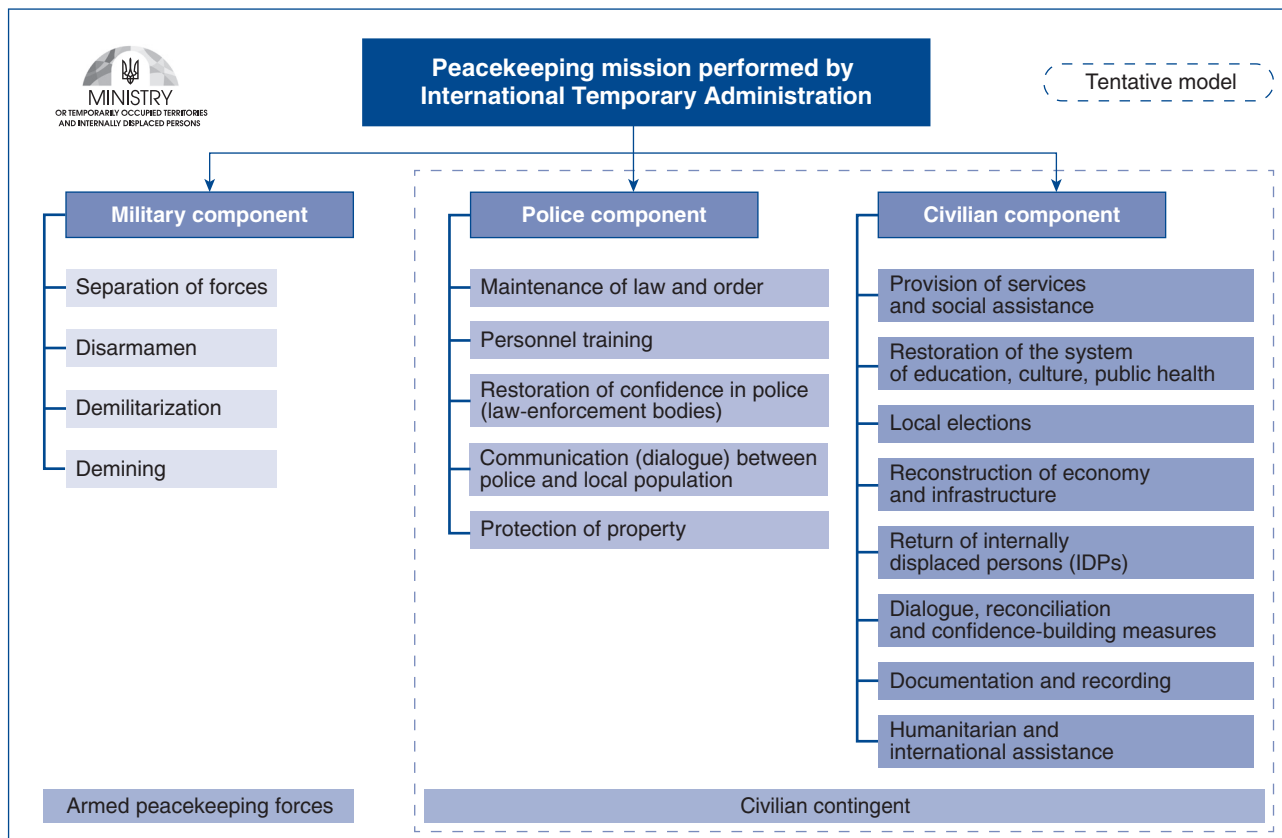 MINISTRY
OR TEMPORARILY OCCUPIED TERRITORIES
AND INTERNALLY DISPLACED PERSONS
Peacekeeping mission performed by
International Temporary Administration
Tentative model
Military component
Separation of forces
Disarmamen
Demilitarization
Demining
Armed peacekeeping forces
Police component
Maintenance of law and order
Personnel training
Restoration of confidence in police
(law-enforcement bodies)
Communication (dialogue) between
police and local population
Protection of property
Civilian component
Provision of services
and social assistance
Restoration of the system
of education, culture, public health
Local elections
Reconstruction of economy
and infrastructure
Return of internally
displaced persons (IDPs)
Dialogue, reconciliation
and confidence-building measures
Documentation and recording
Humanitarian and
international assistance
Civilian contingent